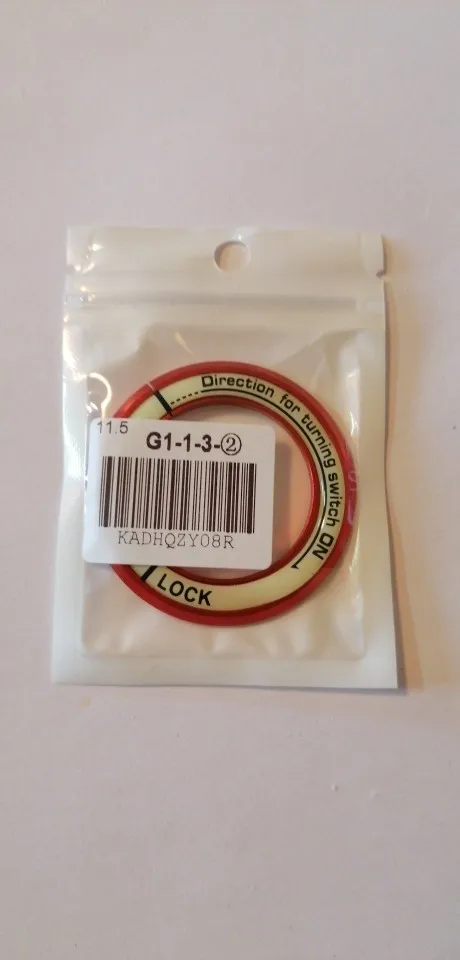 Direction for turning switch ON
11.5
G1-1-3-②
KADHQZY08R
LOCK